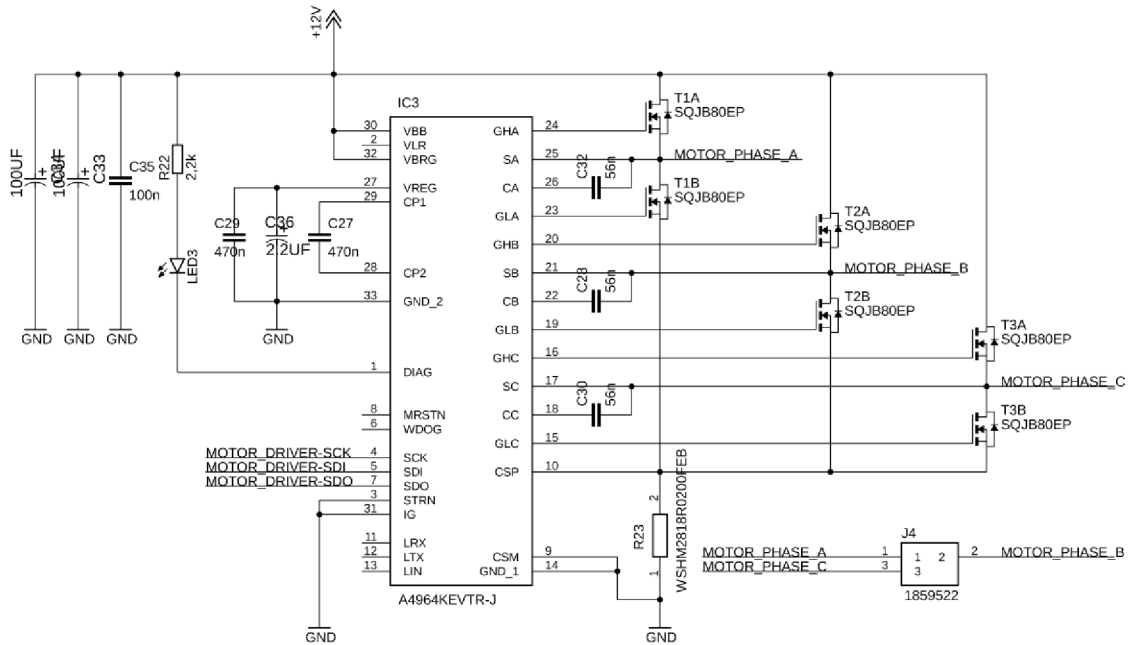 +12V
IC3
T1A
SQJB80EP
30 VBB GHA 24
2 VLR
32 VBRG SA 25
MOTOR_PHASE_A
C32
56n
100UF
100UF
C33
C35
100n
R22
2,2k
27 VREG CA 26
29 CP1
T1B
SQJB80EP
GLA 23
C29
470n
C36
2.2UF
C27
470n
GHB 20
T2A
SQJB80EP
LED3
28 CP2 SB 21
MOTOR_PHASE_B
C28
56n
33 GND_2 CB 22
T2B
SQJB80EP
GLB 19
GND
GND
GND
GND
T3A
SQJB80EP
GHC 16
1 DIAG
SC 17
MOTOR_PHASE_C
C30
56n
8 MRSTN CC 18
6 WDOG
T3B
SQJB80EP
GLC 15
MOTOR_DRIVER-SCK 4 SCK
MOTOR_DRIVER-SDI 5 SDI CSP 10
MOTOR_DRIVER-SDO 7 SDO
3 STRN
31 IG
2
R23
WSHM2818R0200FEB
1
11 LRX
12 LTX CSM 9
13 LIN GND_1 14
J4
MOTOR_PHASE_A 1 1 2 2 MOTOR_PHASE_B
MOTOR_PHASE_C 3 3
1859522
A4964KEVTR-J
GND
GND